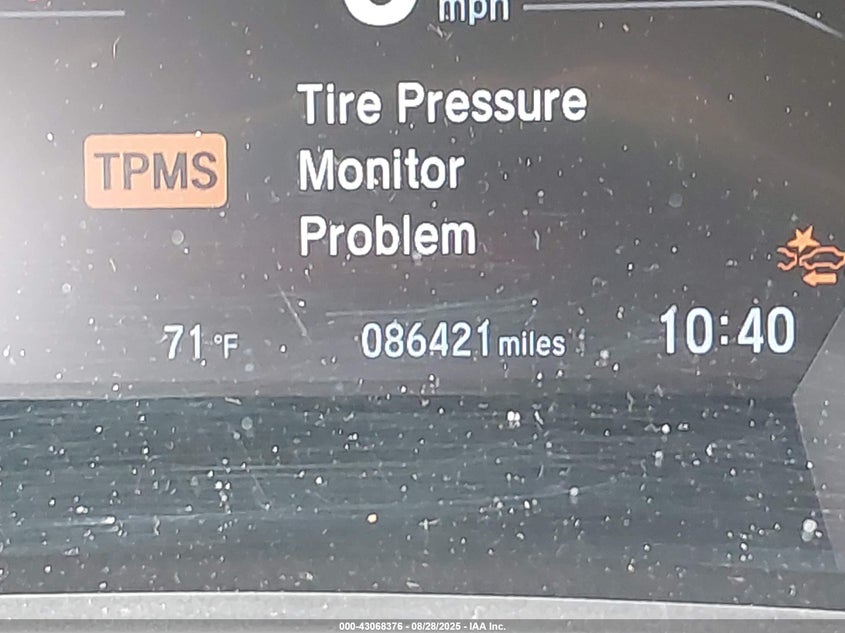 mph
Tire Pressure
TPMS
Monitor
Problem
71°F
086421 miles
10:40
000-43068376 - 08/28/2025 - IAA Inc.